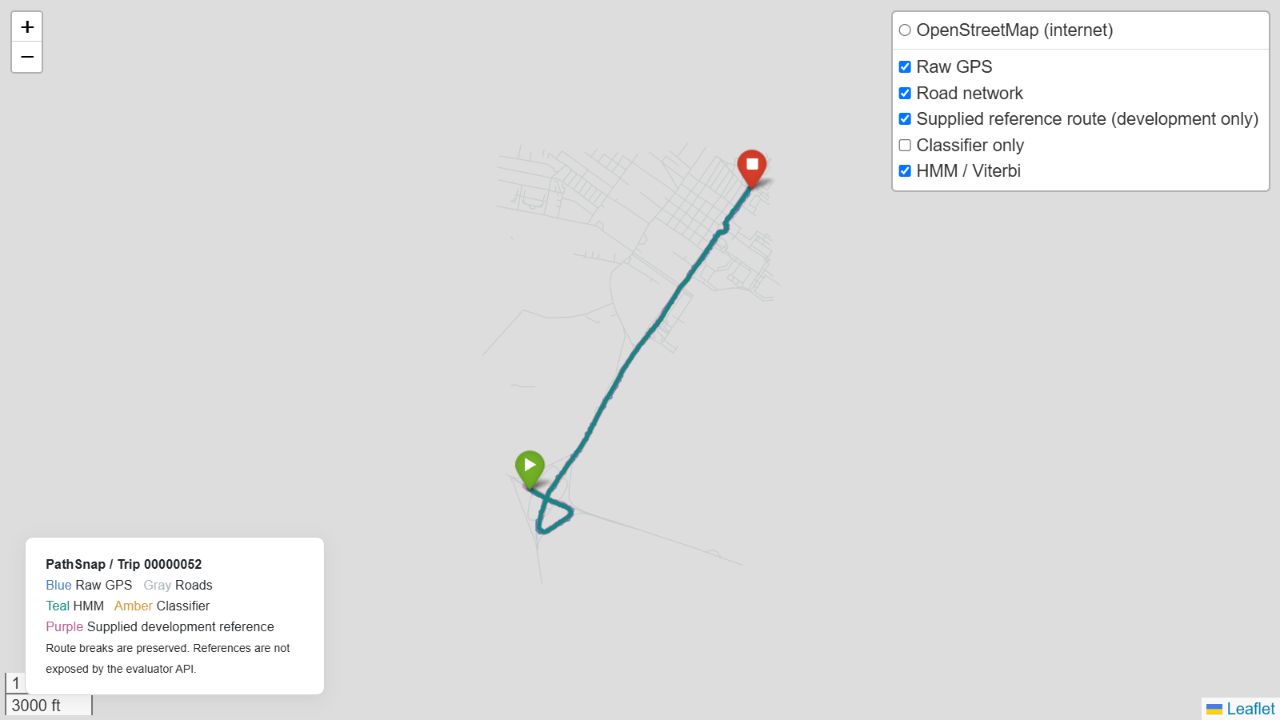 +
−
OpenStreetMap (internet)
Raw GPS
Road network
Supplied reference route (development only)
Classifier only
HMM / Viterbi
PathSnap / Trip 00000052
Blue Raw GPS Gray Roads
Teal HMM Amber Classifier
Purple Supplied development reference
Route breaks are preserved. References are not
exposed by the evaluator API.
1
3000 ft
Leaflet